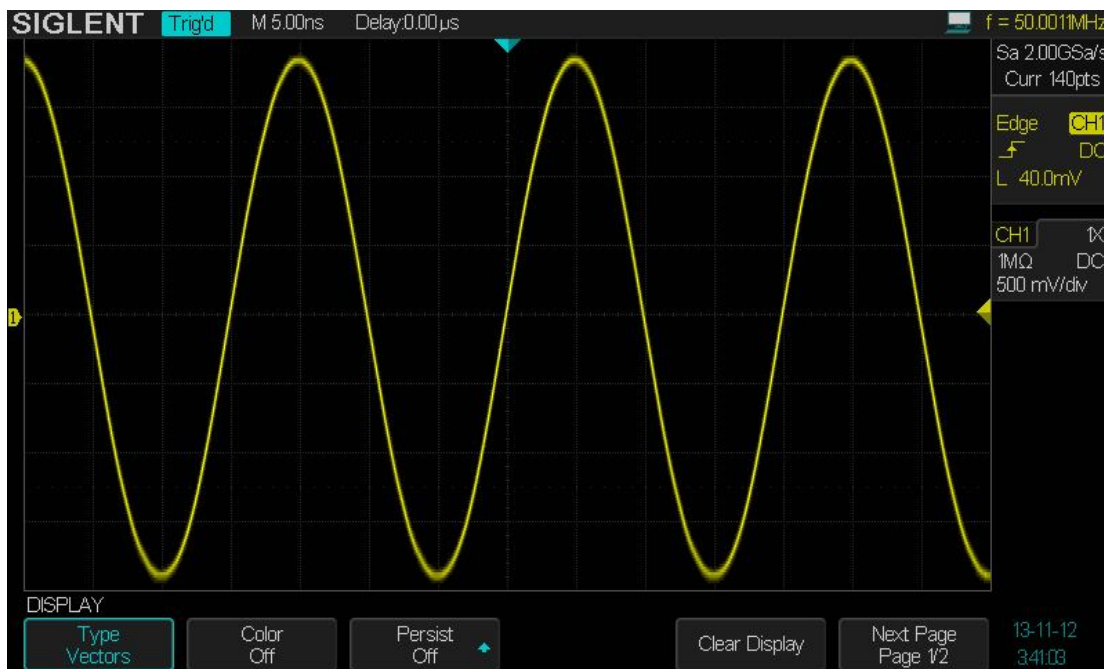 SIGLENT Trig'd M 5.00ns Delay:0.00µs f = 50.0011MHz
Sa 2.00GSa/s
Curr 140pts
Edge CH1
DC
L 40.0mV
CH1 1X
1MΩ DC
500 mV/div
1
DISPLAY
Type
Vectors
Color
Off
Persist
Off
Clear Display
Next Page
Page 1/2
13-11-12
3:41:03